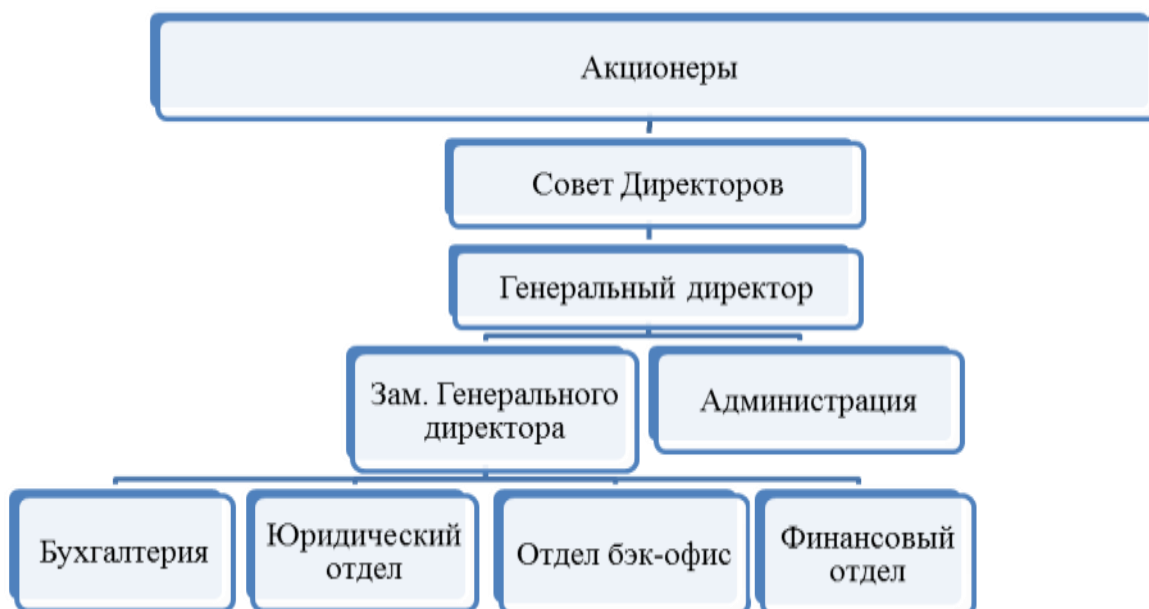 Акционеры
Совет Директоров
Генеральный директор
Зам. Генерального
директора
Администрация
Бухгалтерия
Юридический
отдел
Отдел бэк-офис
Финансовый
отдел